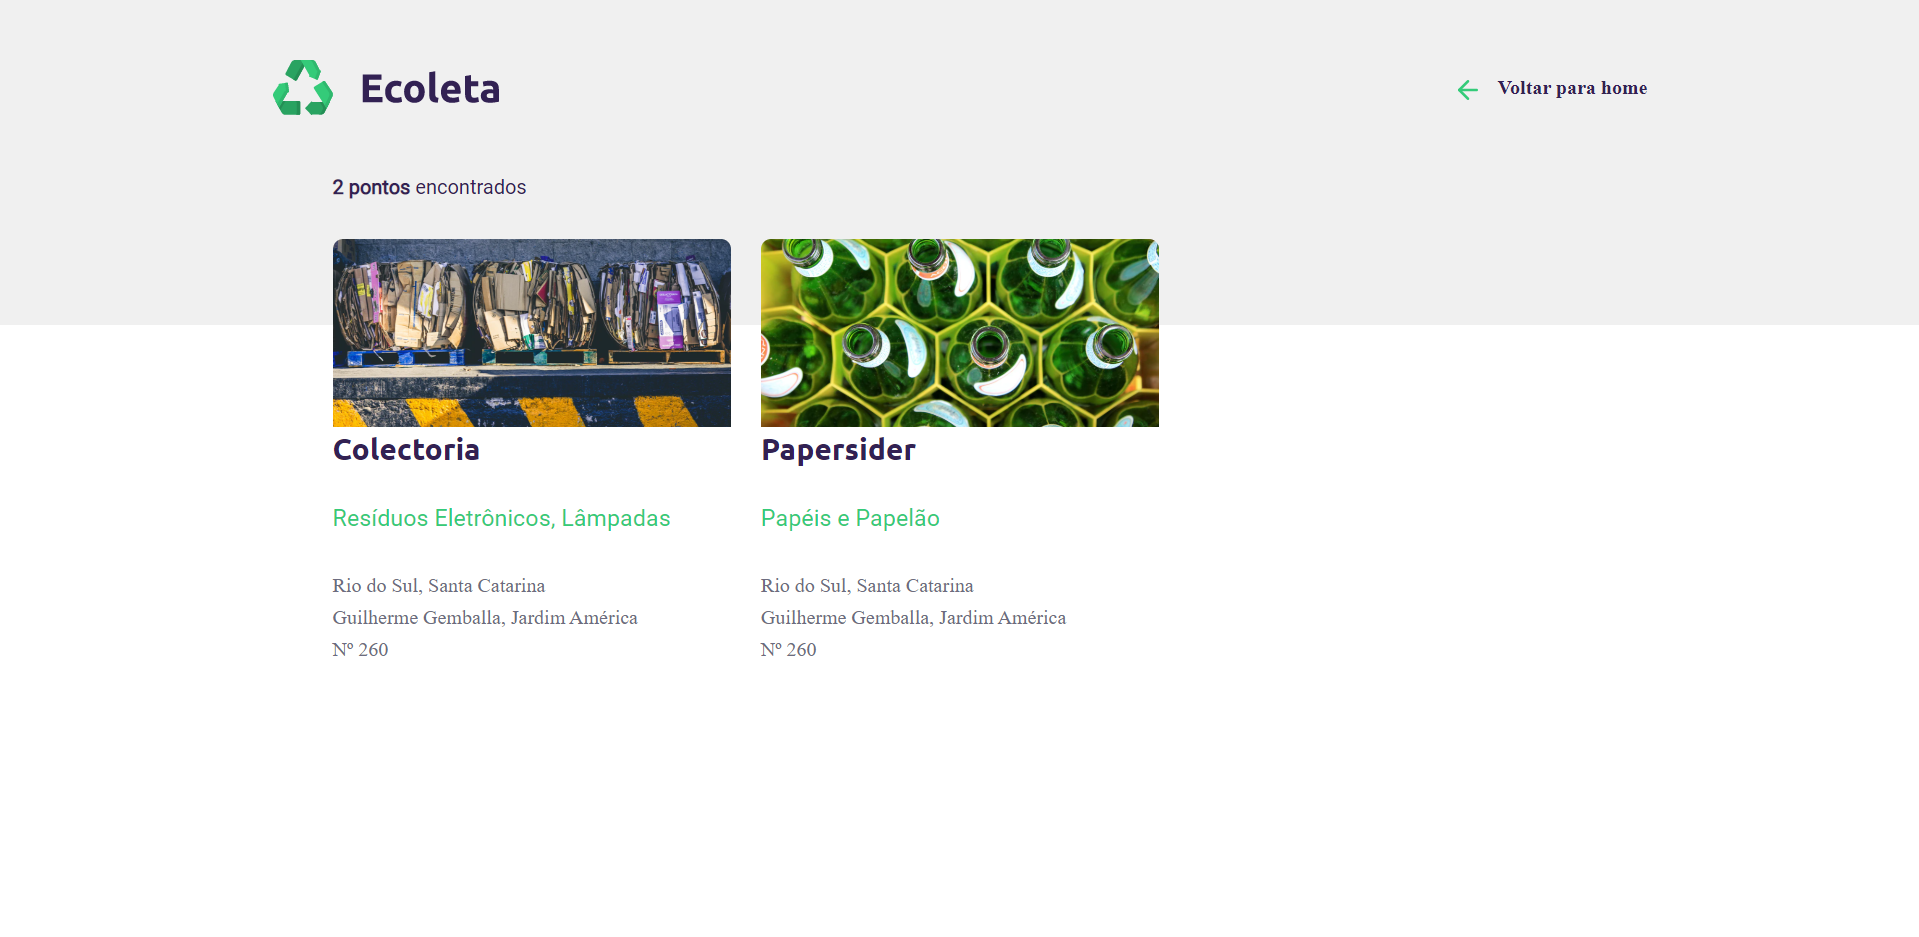 Ecoleta
Voltar para home
2 pontos encontrados
Colectoria
Papersider
Resíduos Eletrônicos, Lâmpadas
Papéis e Papelão
Rio do Sul, Santa Catarina
Guilherme Gemballa, Jardim América
Nº 260
Rio do Sul, Santa Catarina
Guilherme Gemballa, Jardim América
Nº 260